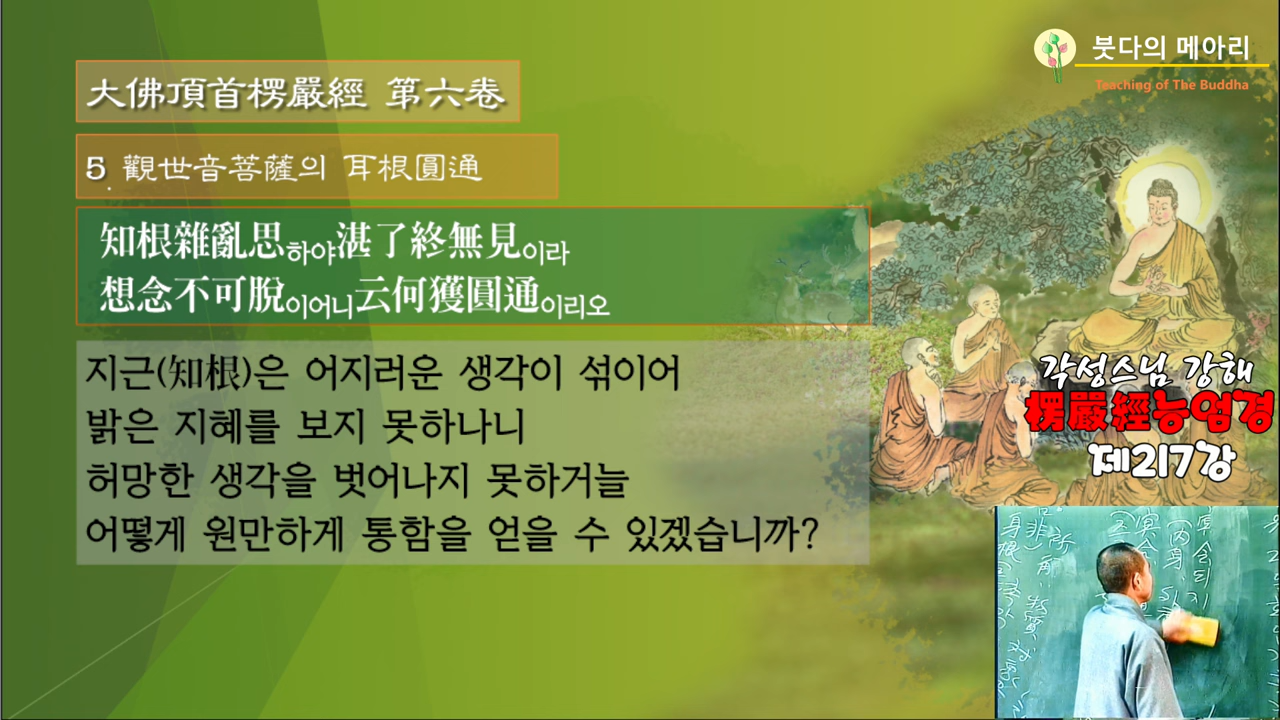 大佛頂首楞嚴經 第六卷
5. 觀世音菩薩의 耳根圓通
知根雜亂思하야湛了終無見이라
想念不可脫이어니云何獲圓通이리오
지근(知根)은 어지러운 생각이 섞이어
밝은 지혜를 보지 못하나니
허망한 생각을 벗어나지 못하거늘
어떻게 원만하게 통함을 얻을 수 있겠습니까?
붓다의 메아리
Teaching of The Buddha
각성스님 강해
楞嚴經능엄경
제217강